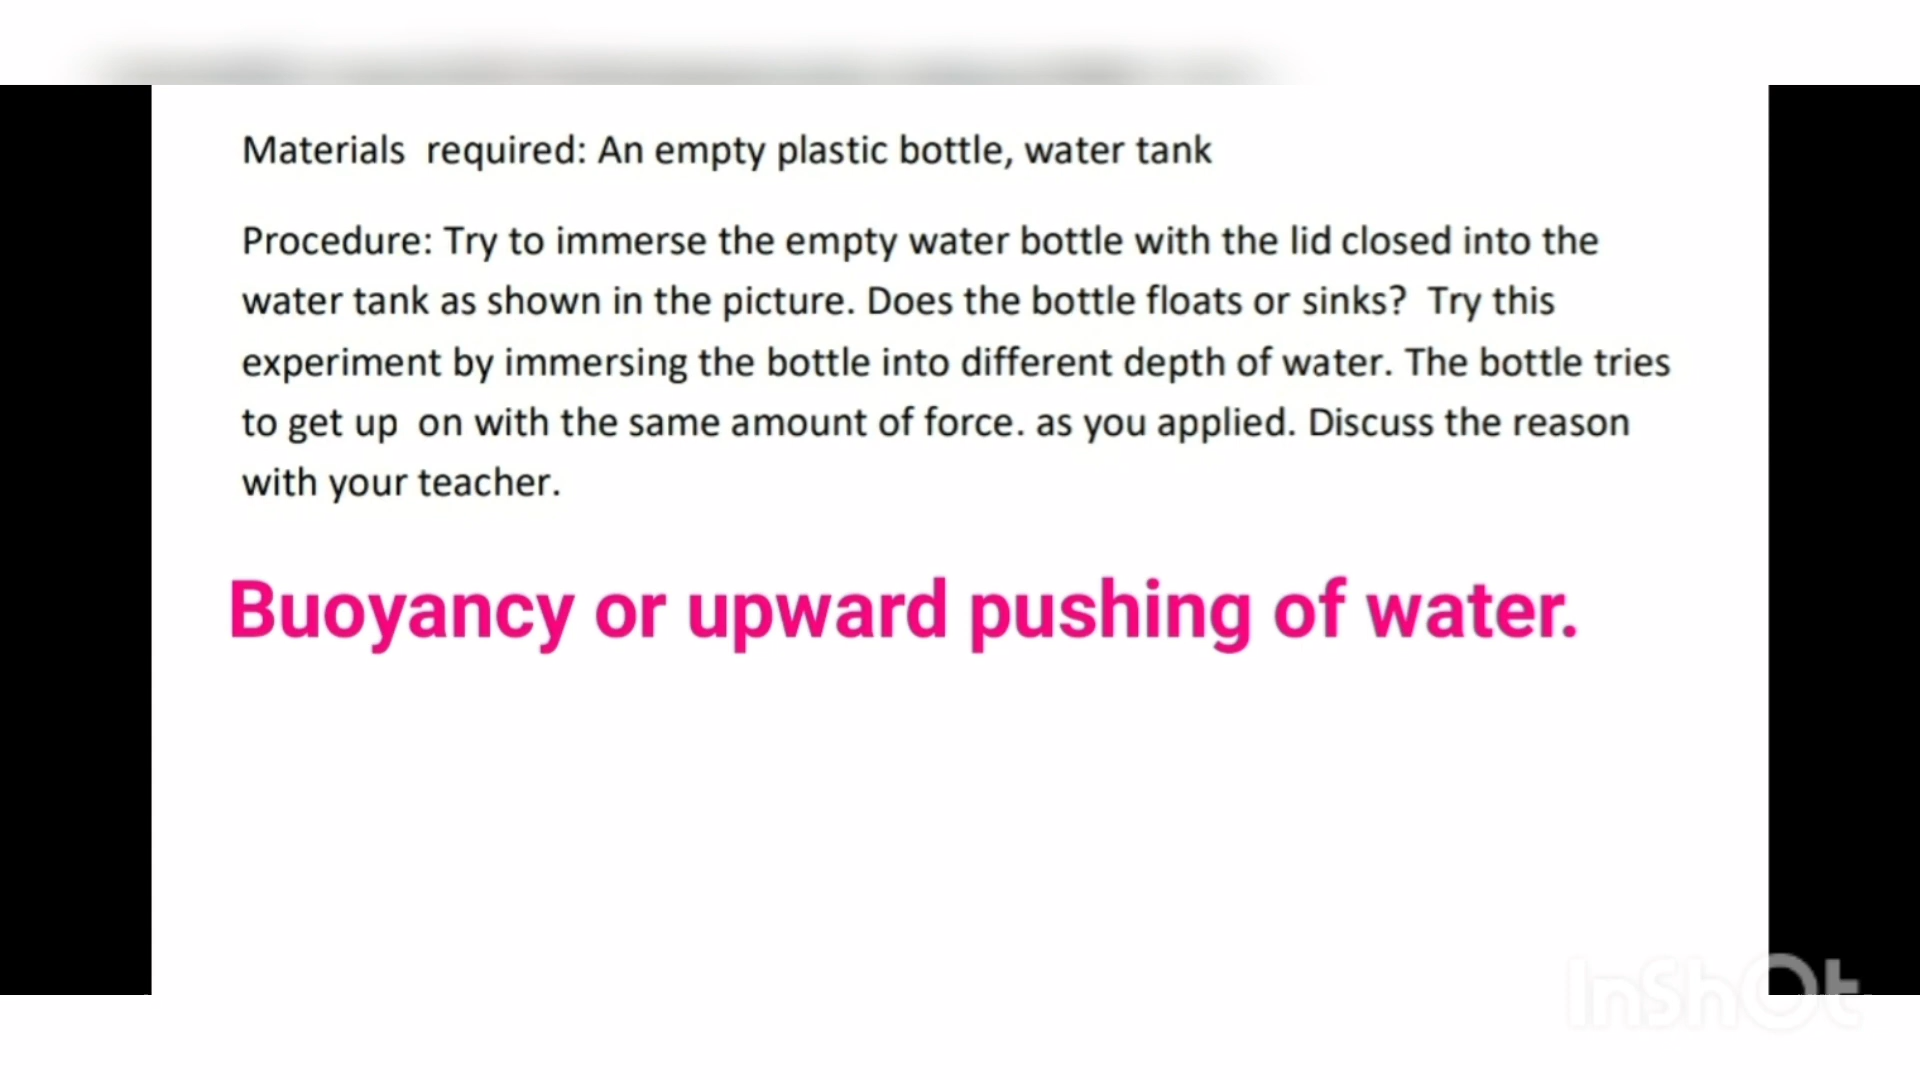 Materials required: An empty plastic bottle, water tank
Procedure: Try to immerse the empty water bottle with the lid closed into the
water tank as shown in the picture. Does the bottle floats or sinks? Try this
experiment by immersing the bottle into different depth of water. The bottle tries
to get up on with the same amount of force. as you applied. Discuss the reason
with your teacher.
Buoyancy or upward pushing of water.
InShOt